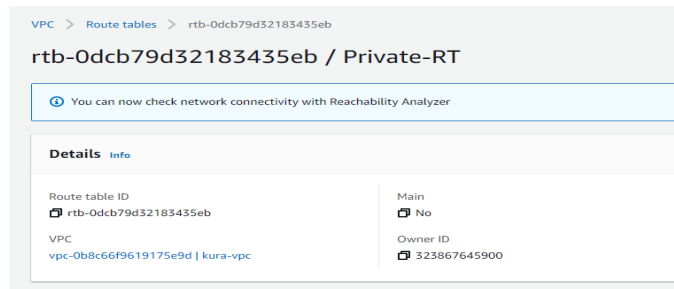 VPC > Route tables > rtb-0dcb79d32183435eb
rtb-0dcb79d32183435eb / Private-RT
You can now check network connectivity with Reachability Analyzer
Details Info
Route table ID
rtb-0dcb79d32183435eb
Main
No
VPC
vpc-0b8c66f9619175e9d | kura-vpc
Owner ID
323867645900